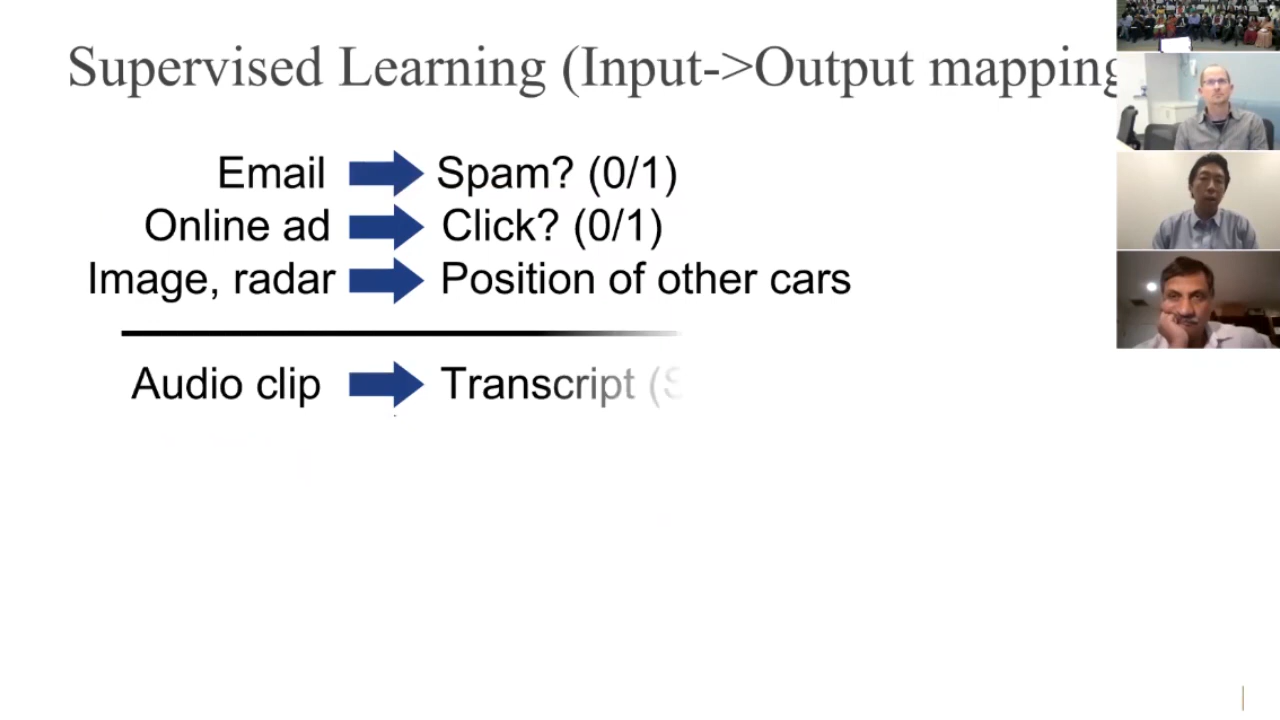 Supervised Learning (Input->Output mapping
Email Spam? (0/1)
Online ad Click? (0/1)
Image, radar Position of other cars
Audio clip Transcript (S